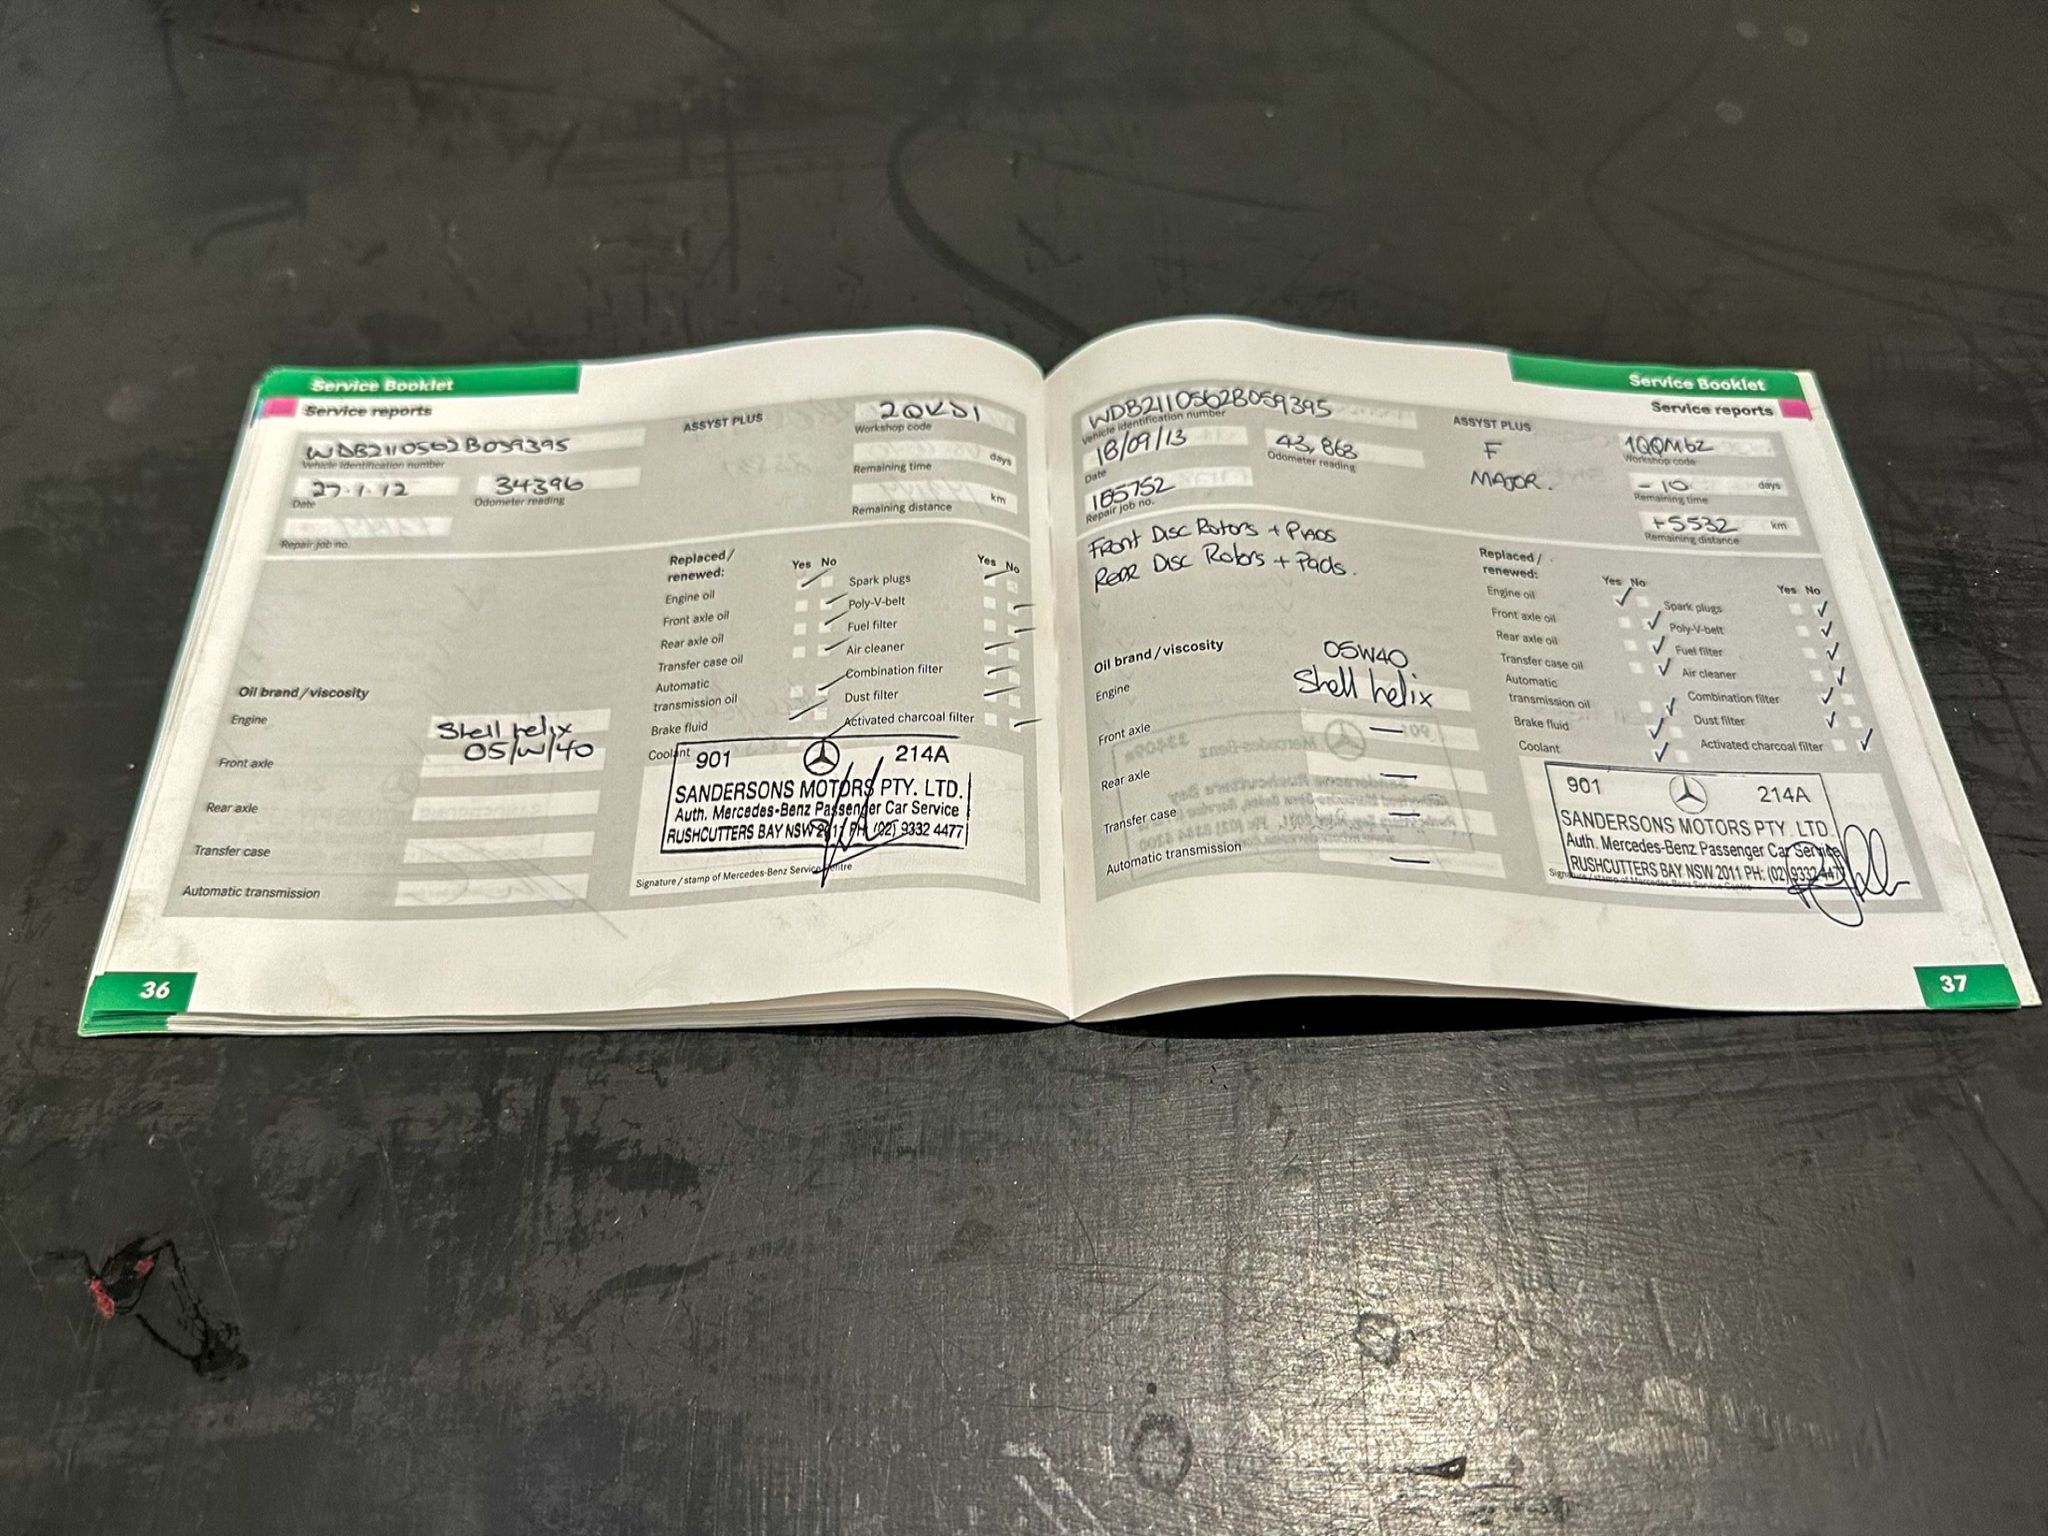 Service Booklet
Service reports
WDB2110562B059395
Vehicle identification number
27.1.12
Date
34396
Odometer reading
Repair job no.
ASSYST PLUS
Workshop code
Remaining time
days
Remaining distance
km
Oil brand / viscosity
Engine
Shell helix
05/W/40
Front axle
Rear axle
Transfer case
Automatic transmission
Replaced /
renewed:
Yes No
Engine oil
Front axle oil
Rear axle oil
Transfer case oil
Automatic
transmission oil
Brake fluid
Coolant
Yes No
Spark plugs
Poly-V-belt
Fuel filter
Air cleaner
Combination filter
Dust filter
Activated charcoal filter
901 214A
SANDERSONS MOTORS PTY. LTD.
Auth. Mercedes-Benz Passenger Car Service
RUSHCUTTERS BAY NSW 2011 PH: (02) 9332 4477
Signature / stamp of Mercedes-Benz Service Centre
36
Service Booklet
Service reports
WDB2110562B059395
Vehicle identification number
18/09/13
Date
43,863
Odometer reading
185752
Repair job no.
ASSYST PLUS
F
MAJOR.
1QQM62
Workshop code
-10 days
Remaining time
+5532 km
Remaining distance
Front Disc Rotors + Pads
Rear Disc Rotors + Pads.
Oil brand / viscosity
05W40
Engine
Shell helix
Front axle —
Rear axle —
Transfer case —
Automatic transmission —
Replaced /
renewed:
Yes No
Engine oil
Front axle oil
Rear axle oil
Transfer case oil
Automatic
transmission oil
Brake fluid
Coolant
Yes No
Spark plugs
Poly-V-belt
Fuel filter
Air cleaner
Combination filter
Dust filter
Activated charcoal filter
901 214A
SANDERSONS MOTORS PTY. LTD.
Auth. Mercedes-Benz Passenger Car Service
RUSHCUTTERS BAY NSW 2011 PH: (02) 9332 4477
Signature / stamp of Mercedes-Benz Service Centre
37